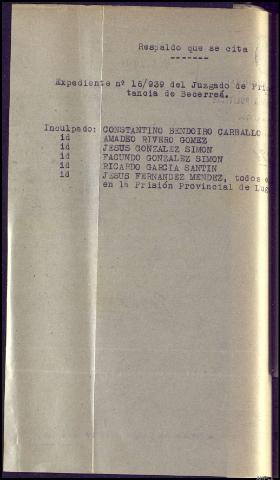 Respaldo que se cita
-------
Expediente nº 16/939 del Juzgado de Pri
tancia de Becerreá.
Inculpado: CONSTANTINO BENDOIRO CARBALLO
id AMADEO RIVERO GOMEZ
id JESUS GONZALEZ SIMON
id FACUNDO GONZALEZ SIMON
id RICARDO GARCIA SANTIN
id JESUS FERNANDEZ MENDEZ, todos
en la Prisión Provincial de Lug